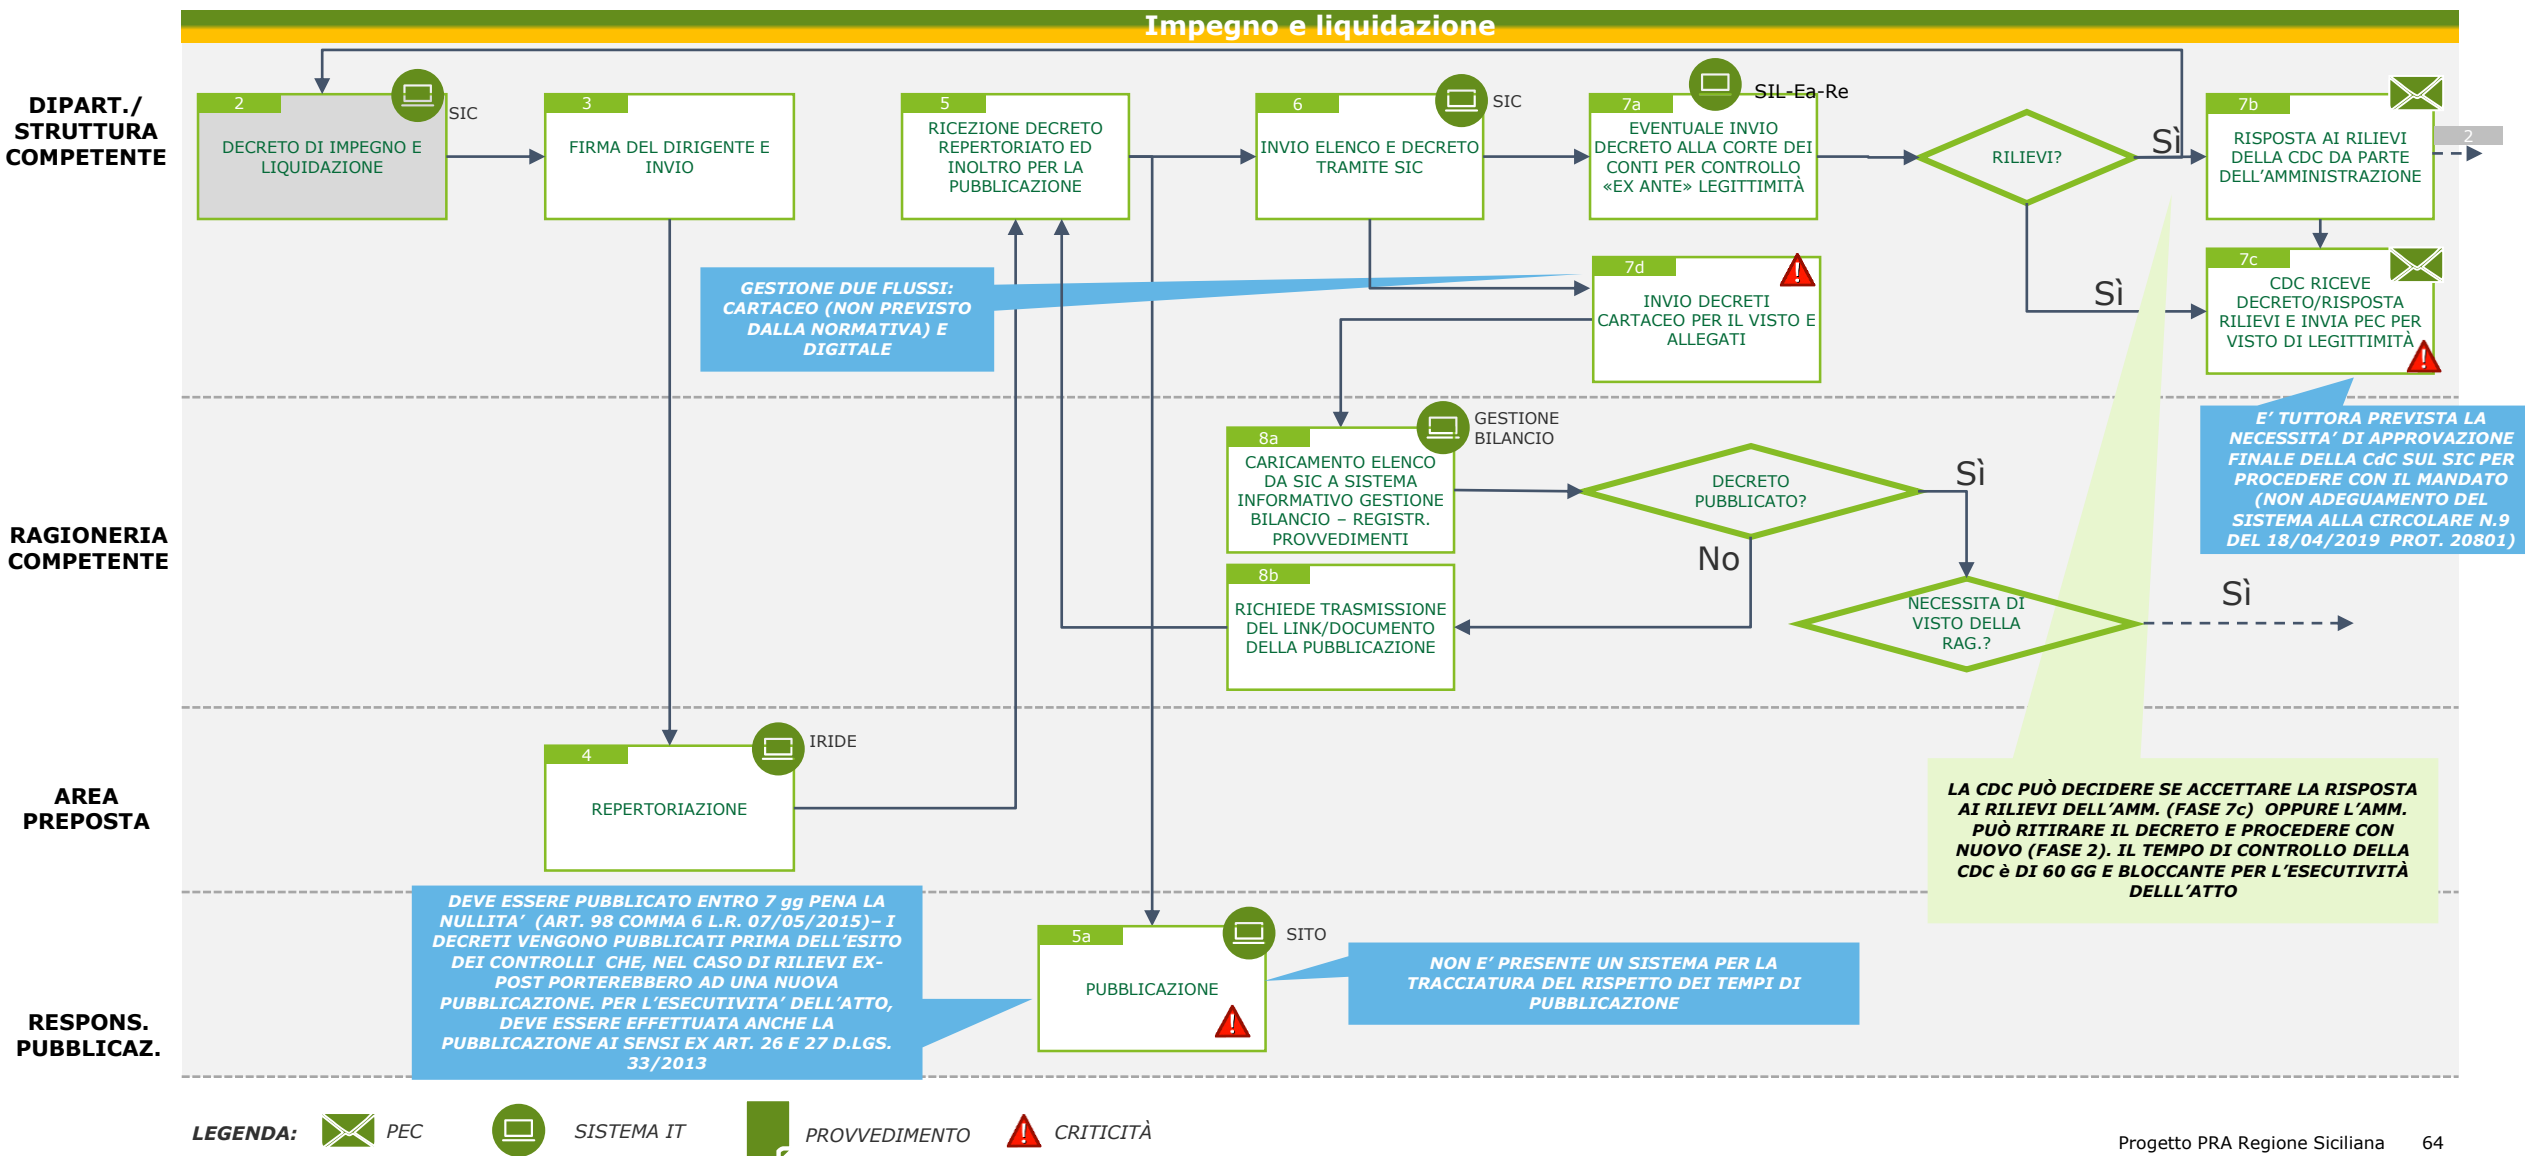 Impegno e liquidazione
DIPART./
STRUTTURA
COMPETENTE
2
SIC
DECRETO DI IMPEGNO E
LIQUIDAZIONE
3
FIRMA DEL DIRIGENTE E
INVIO
5
RICEZIONE DECRETO
REPERTORIATO ED
INOLTRO PER LA
PUBBLICAZIONE
6
SIC
INVIO ELENCO E DECRETO
TRAMITE SIC
7a
SIL-Ea-Re
EVENTUALE INVIO
DECRETO ALLA CORTE DEI
CONTI PER CONTROLLO
«EX ANTE» LEGITTIMITÀ
RILIEVI?
Sì
7b
RISPOSTA AI RILIEVI
DELLA CDC DA PARTE
DELL’AMMINISTRAZIONE
2
GESTIONE DUE FLUSSI:
CARTACEO (NON PREVISTO
DALLA NORMATIVA) E
DIGITALE
7d
INVIO DECRETI
CARTACEO PER IL VISTO E
ALLEGATI
Sì
7c
CDC RICEVE
DECRETO/RISPOSTA
RILIEVI E INVIA PEC PER
VISTO DI LEGITTIMITÀ
RAGIONERIA
COMPETENTE
8a
GESTIONE
BILANCIO
CARICAMENTO ELENCO
DA SIC A SISTEMA
INFORMATIVO GESTIONE
BILANCIO – REGISTR.
PROVVEDIMENTI
DECRETO
PUBBLICATO?
Sì
No
E’ TUTTORA PREVISTA LA
NECESSITA’ DI APPROVAZIONE
FINALE DELLA CdC SUL SIC PER
PROCEDERE CON IL MANDATO
(NON ADEGUAMENTO DEL
SISTEMA ALLA CIRCOLARE N.9
DEL 18/04/2019 PROT. 20801)
8b
RICHIEDE TRASMISSIONE
DEL LINK/DOCUMENTO
DELLA PUBBLICAZIONE
NECESSITA DI
VISTO DELLA
RAG.?
Sì
AREA
PREPOSTA
4
IRIDE
REPERTORIAZIONE
LA CDC PUÒ DECIDERE SE ACCETTARE LA RISPOSTA
AI RILIEVI DELL’AMM. (FASE 7c) OPPURE L’AMM.
PUÒ RITIRARE IL DECRETO E PROCEDERE CON
NUOVO (FASE 2). IL TEMPO DI CONTROLLO DELLA
CDC è DI 60 GG E BLOCCANTE PER L’ESECUTIVITÀ
DELLL’ATTO
RESPONS.
PUBBLICAZ.
DEVE ESSERE PUBBLICATO ENTRO 7 gg PENA LA
NULLITA’ (ART. 98 COMMA 6 L.R. 07/05/2015)– I
DECRETI VENGONO PUBBLICATI PRIMA DELL’ESITO
DEI CONTROLLI CHE, NEL CASO DI RILIEVI EX-
POST PORTEREBBERO AD UNA NUOVA
PUBBLICAZIONE. PER L’ESECUTIVITA’ DELL’ATTO,
DEVE ESSERE EFFETTUATA ANCHE LA
PUBBLICAZIONE AI SENSI EX ART. 26 E 27 D.LGS.
33/2013
5a
SITO
PUBBLICAZIONE
NON E’ PRESENTE UN SISTEMA PER LA
TRACCIATURA DEL RISPETTO DEI TEMPI DI
PUBBLICAZIONE
LEGENDA:
PEC
SISTEMA IT
PROVVEDIMENTO
CRITICITÀ
Progetto PRA Regione Siciliana 64